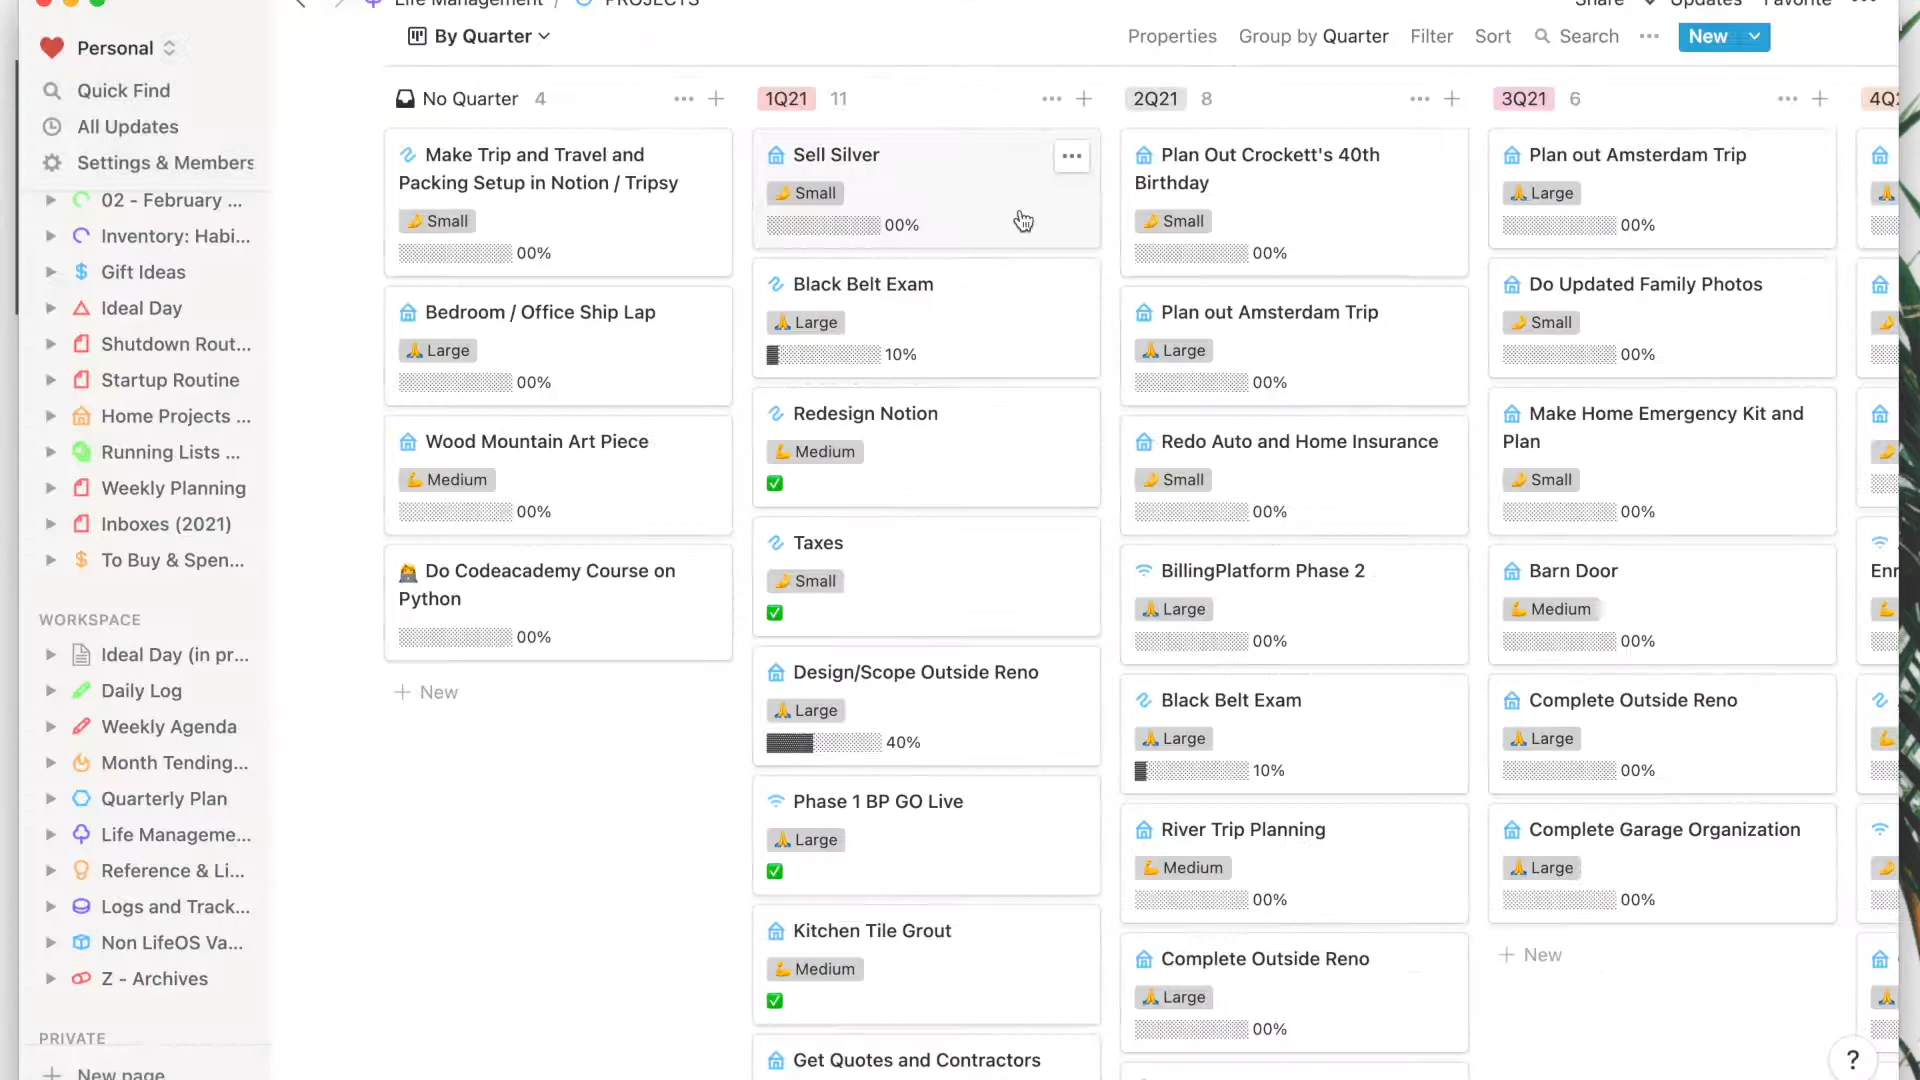 Life Management / PROJECTS
Share Updates Favorite
Personal
By Quarter
Properties Group by Quarter Filter Sort Search New
Quick Find
All Updates
Settings & Members
02 - February ...
Inventory: Habi...
Gift Ideas
Ideal Day
Shutdown Rout...
Startup Routine
Home Projects ...
Running Lists ...
Weekly Planning
Inboxes (2021)
To Buy & Spen...
WORKSPACE
Ideal Day (in pr...
Daily Log
Weekly Agenda
Month Tending...
Quarterly Plan
Life Manageme...
Reference & Li...
Logs and Track...
Non LifeOS Va...
Z - Archives
PRIVATE
New page
No Quarter 4
Make Trip and Travel and
Packing Setup in Notion / Tripsy
Small
00%
Bedroom / Office Ship Lap
Large
00%
Wood Mountain Art Piece
Medium
00%
Do Codeacademy Course on
Python
00%
New
1Q21 11
Sell Silver
Small
00%
Black Belt Exam
Large
10%
Redesign Notion
Medium
Taxes
Small
Design/Scope Outside Reno
Large
40%
Phase 1 BP GO Live
Large
Kitchen Tile Grout
Medium
Get Quotes and Contractors
2Q21 8
Plan Out Crockett's 40th
Birthday
Small
00%
Plan out Amsterdam Trip
Large
00%
Redo Auto and Home Insurance
Small
00%
BillingPlatform Phase 2
Large
00%
Black Belt Exam
Large
10%
River Trip Planning
Medium
00%
Complete Outside Reno
Large
00%
3Q21 6
Plan out Amsterdam Trip
Large
00%
Do Updated Family Photos
Small
00%
Make Home Emergency Kit and
Plan
Small
00%
Barn Door
Medium
00%
Complete Outside Reno
Large
00%
Complete Garage Organization
Large
00%
New
?